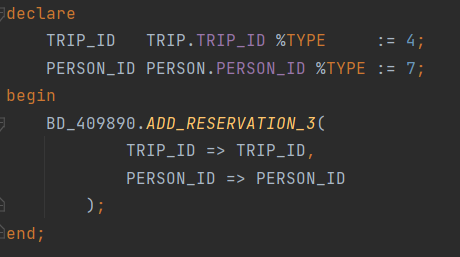 declare
    TRIP_ID   TRIP.TRIP_ID %TYPE     := 4;
    PERSON_ID PERSON.PERSON_ID %TYPE := 7;
begin
    BD_409890.ADD_RESERVATION_3(
            TRIP_ID => TRIP_ID,
            PERSON_ID => PERSON_ID
        );
end;